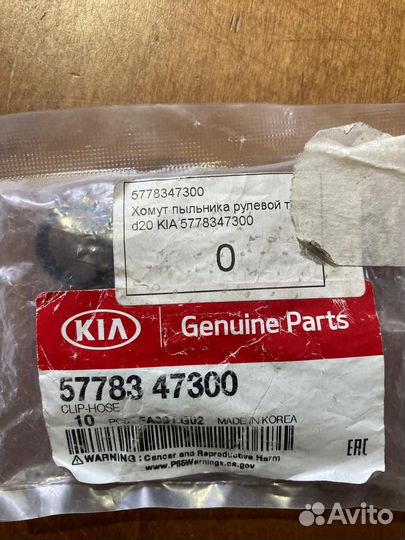 5778347300
Хомут пыльника рулевой
d20 KIA 5778347300
0
KIA
Genuine Parts
57783 47300
CLIP-HOSE
10 MADE IN KOREA
WARNING : Cancer and Reproductive Harm
www.P65Warnings.ca.gov
EAC
Avito